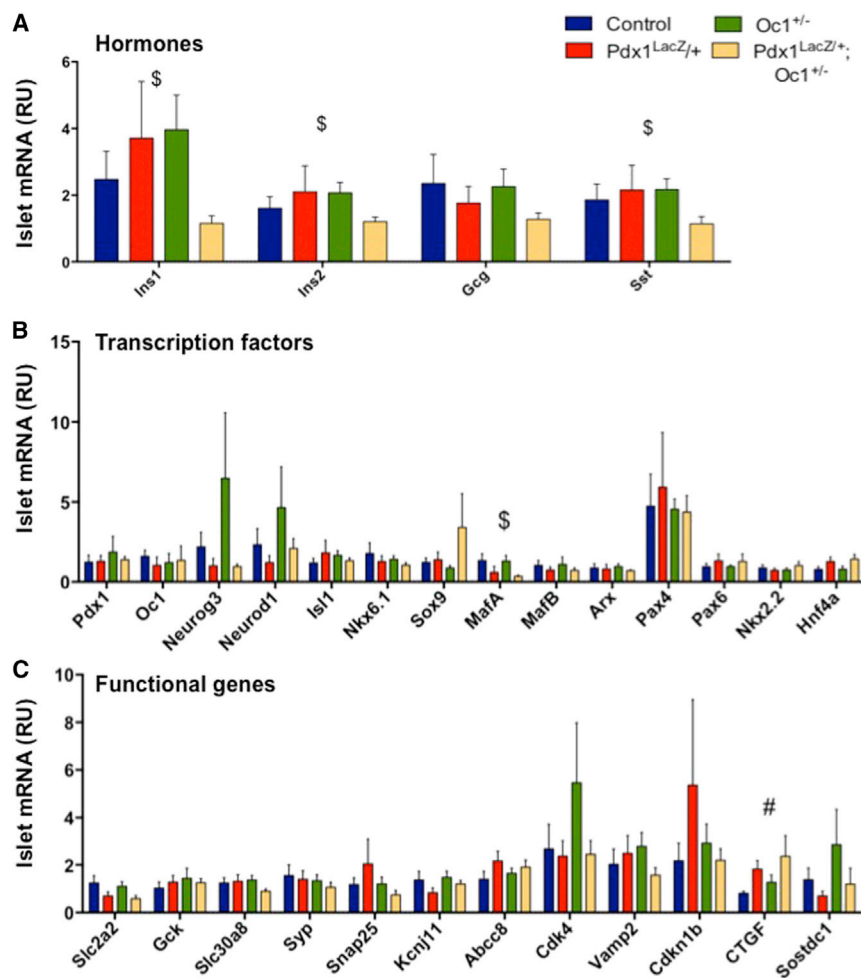 A
Hormones
Control
Oc1+/-
Pdx1LacZ/+
Pdx1LacZ/+;
Oc1+/-
Islet mRNA (RU)
6
4
2
0
$
$
$
Ins1
Ins2
Gcg
Sst
B
Transcription factors
Islet mRNA (RU)
15
10
5
0
$
Pdx1
Oc1
Neurog3
Neurod1
Isl1
Nkx6.1
Sox9
MafA
MafB
Arx
Pax4
Pax6
Nkx2.2
Hnf4a
C
Functional genes
Islet mRNA (RU)
10
8
6
4
2
0
#
Slc2a2
Gck
Slc30a8
Syp
Snap25
Kcnj11
Abcc8
Cdk4
Vamp2
Cdkn1b
CTGF
Sostdc1